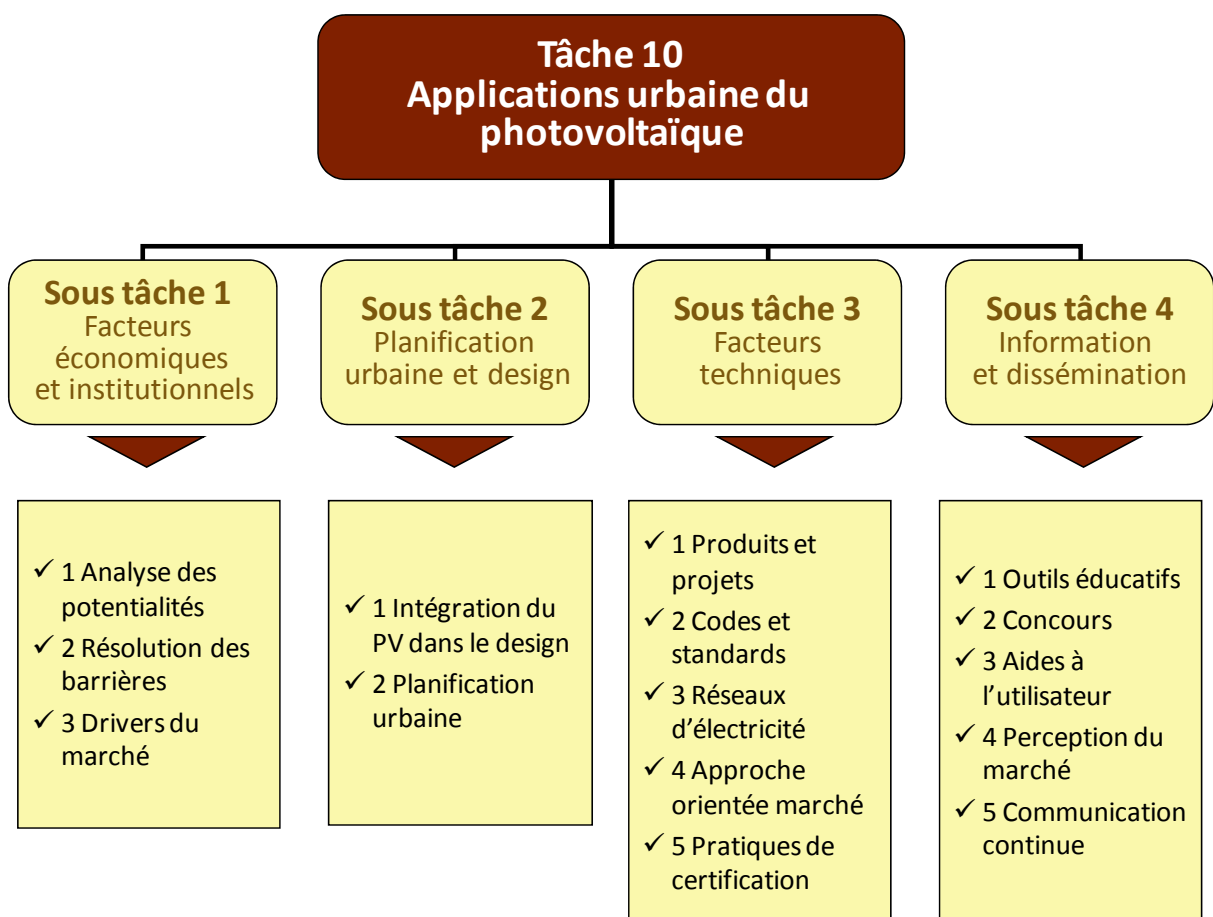 Tâche 10
Applications urbaine du
photovoltaïque
Sous tâche 1
Facteurs
économiques
et institutionnels
Sous tâche 2
Planification
urbaine et design
Sous tâche 3
Facteurs
techniques
Sous tâche 4
Information
et dissémination
✓ 1 Analyse des
potentialités
✓ 2 Résolution des
barrières
✓ 3 Drivers du
marché
✓ 1 Intégration du
PV dans le design
✓ 2 Planification
urbaine
✓ 1 Produits et
projets
✓ 2 Codes et
standards
✓ 3 Réseaux
d’électricité
✓ 4 Approche
orientée marché
✓ 5 Pratiques de
certification
✓ 1 Outils éducatifs
✓ 2 Concours
✓ 3 Aides à
l’utilisateur
✓ 4 Perception du
marché
✓ 5 Communication
continue